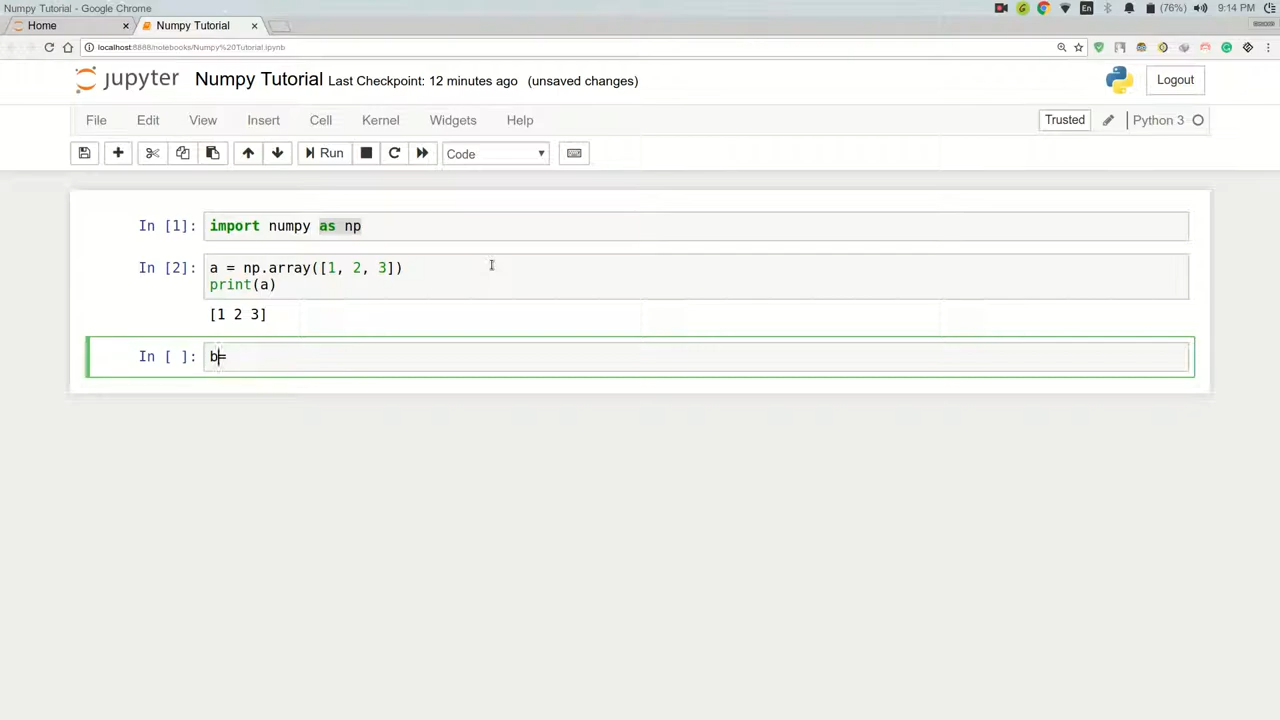 Numpy Tutorial - Google Chrome
En
(76%)
9:14 PM
Home
Numpy Tutorial
localhost:8888/notebooks/Numpy%20Tutorial.ipynb
jupyter
Numpy Tutorial Last Checkpoint: 12 minutes ago (unsaved changes)
Logout
File Edit View Insert Cell Kernel Widgets Help
Trusted
Python 3
Run
Code
In [1]: import numpy as np
In [2]: a = np.array([1, 2, 3])
print(a)
[1 2 3]
In [ ]: b=